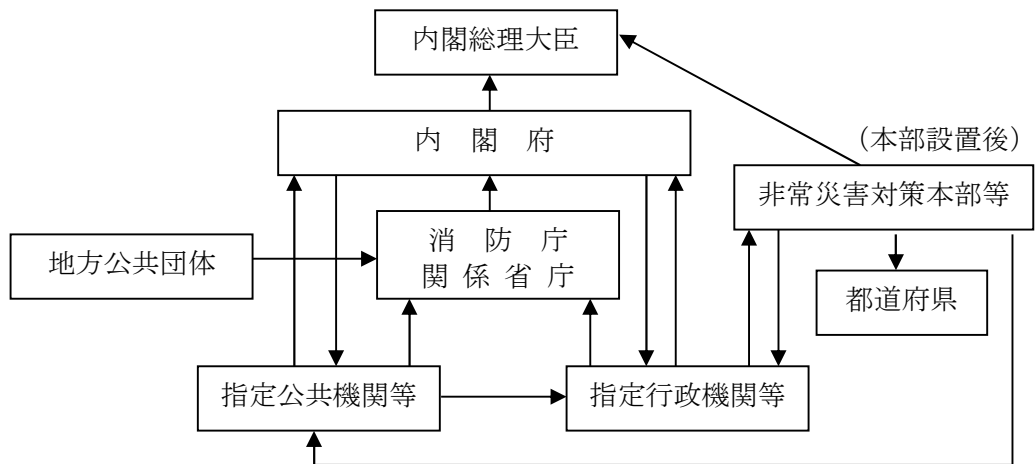 内閣総理大臣
内 閣 府
(本部設置後)
非常災害対策本部等
消 防 庁
関 係 省 庁
地方公共団体
都道府県
指定公共機関等
指定行政機関等